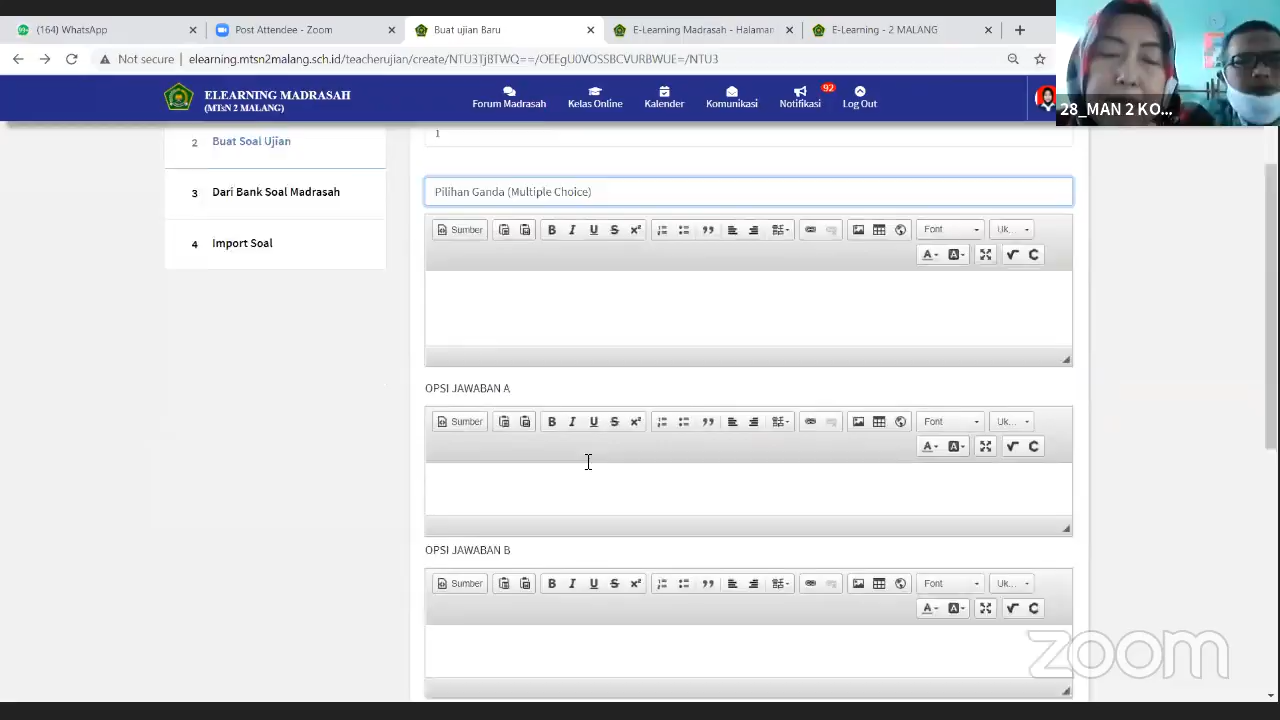 (164) WhatsApp
Post Attendee - Zoom
Buat ujian Baru
E-Learning Madrasah - Halaman
E-Learning - 2 MALANG
Not secure | elearning.mtsn2malang.sch.id/teacherujian/create/NTU3TjBTWQ==/OEEgU0VOSSBCVURBWUE=/NTU3
ELEARNING MADRASAH
(MTsN 2 MALANG)
Forum Madrasah
Kelas Online
Kalender
Komunikasi
92
Notifikasi
Log Out
28_MAN 2 KO...
2 Buat Soal Ujian
3 Dari Bank Soal Madrasah
4 Import Soal
1
Pilihan Ganda (Multiple Choice)
Sumber
Font
Uk...
OPSI JAWABAN A
Sumber
Font
Uk...
OPSI JAWABAN B
Sumber
Font
Uk...
zoom